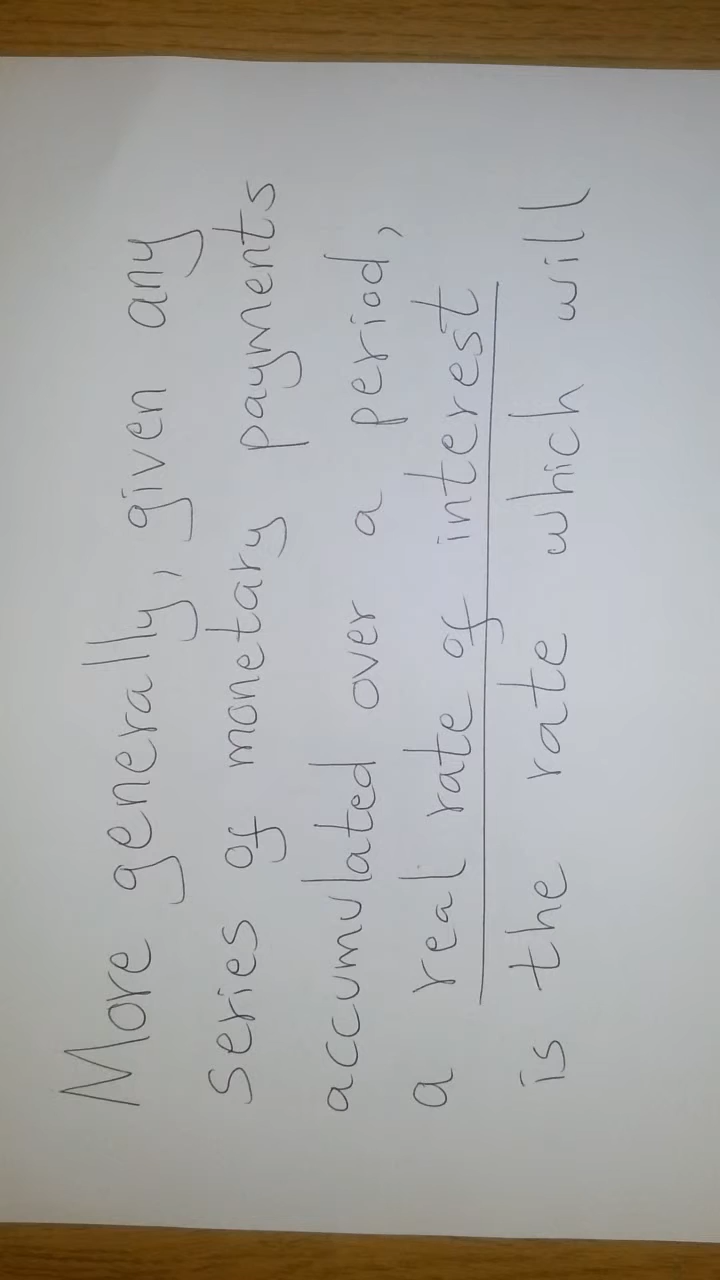 More generally, given any
series of monetary payments
accumulated over a period,
a real rate of interest
is the rate which will